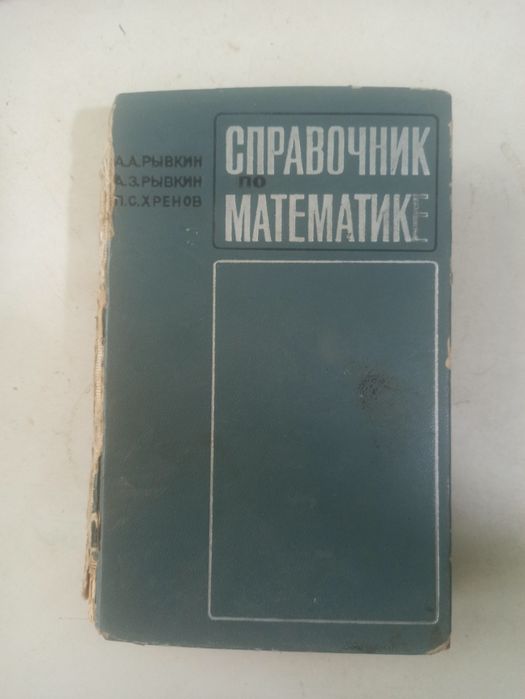 А.А.РЫВКИН
А.З.РЫВКИН
П.С.ХРЕНОВ
СПРАВОЧНИК
ПО
МАТЕМАТИКЕ